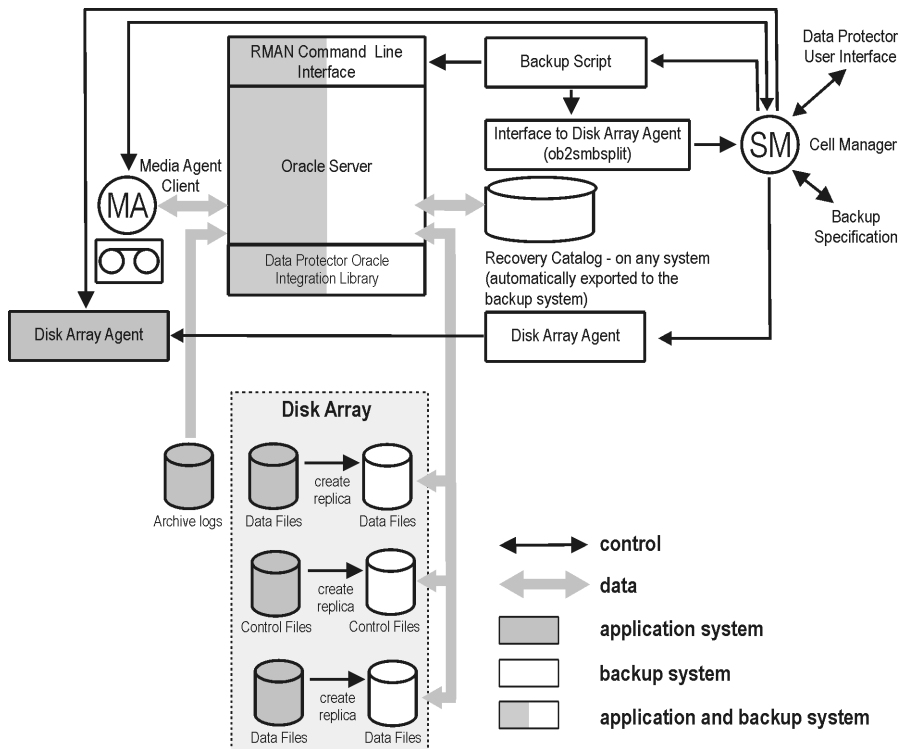 RMAN Command Line
Interface
Backup Script
Data Protector
User Interface
Interface to Disk Array Agent
(ob2smbsplit)
SM
Cell Manager
Media Agent
Client
Oracle Server
MA
Backup
Specification
Data Protector Oracle
Integration Library
Recovery Catalog - on any system
(automatically exported to the
backup system)
Disk Array Agent
Disk Array Agent
Disk Array
create
replica
Archive logs
Data Files
Data Files
create
replica
Control Files
Control Files
create
replica
Data Files
Data Files
control
data
application system
backup system
application and backup system